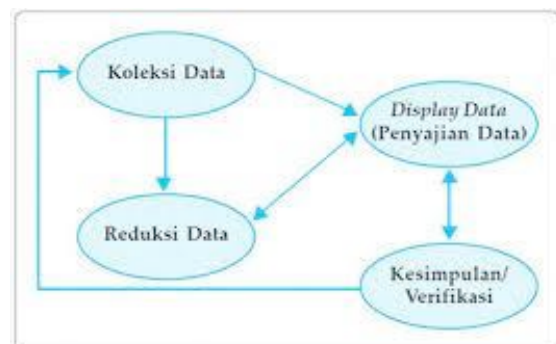 Koleksi Data
Display Data
(Penyajian Data)
Reduksi Data
Kesimpulan/
Verifikasi